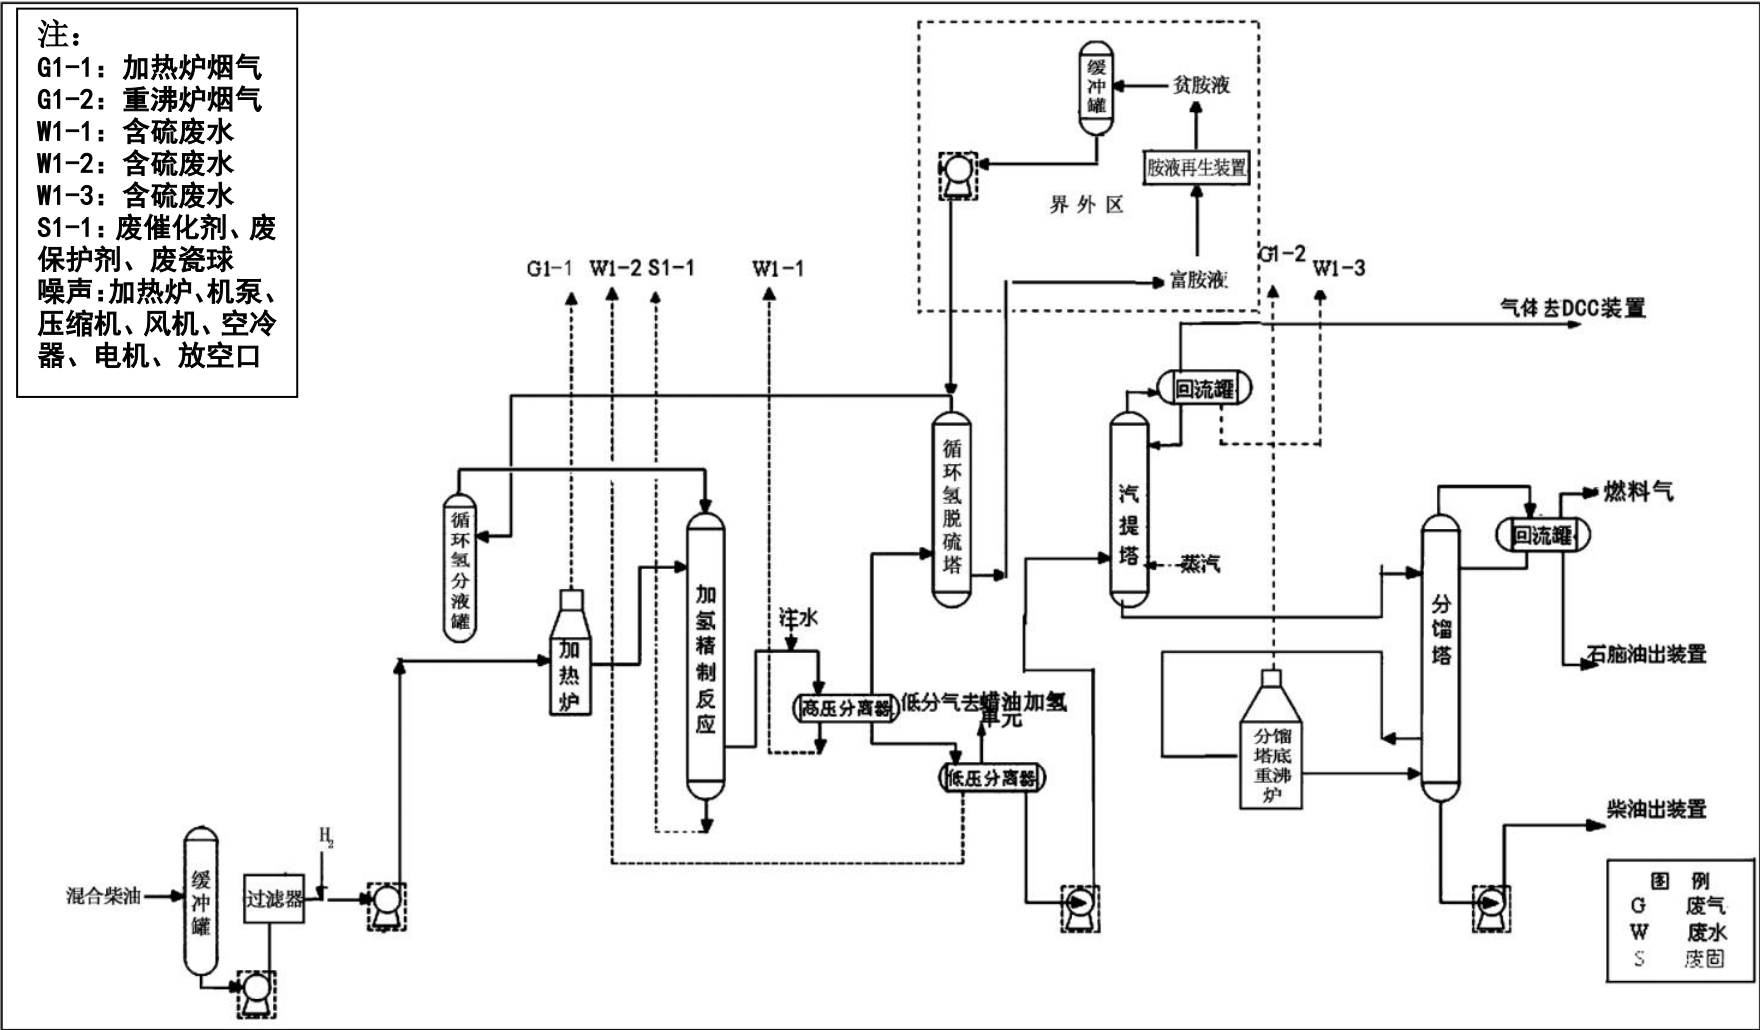 注：
G1-1：加热炉烟气
G1-2：重沸炉烟气
W1-1：含硫废水
W1-2：含硫废水
W1-3：含硫废水
S1-1：废催化剂、废
保护剂、废瓷球
噪声：加热炉、机泵、
压缩机、风机、空冷
器、电机、放空口
缓冲罐
贫胺液
胺液再生装置
界外区
富胺液
G1-1
W1-2
S1-1
W1-1
G1-2
W1-3
气体去DCC装置
回流罐
循环氢脱硫塔
汽提塔
蒸汽
循环氢分液罐
加氢精制反应
加热炉
注水
高压分离器
低分气去蜡油加氢
单元
低压分离器
燃料气
回流罐
分馏塔
石脑油出装置
分馏
塔底
重沸
炉
柴油出装置
H2
混合柴油
缓冲罐
过滤器
图例
G 废气
W 废水
S 废固